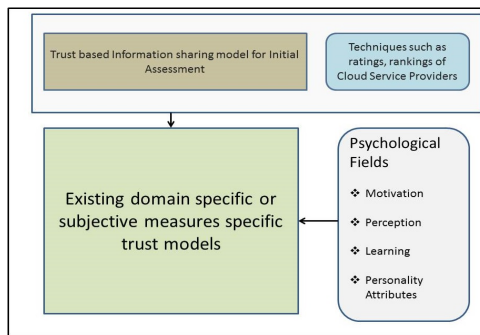 Trust based Information sharing model for Initial
Assessment
Techniques such as
ratings, rankings of
Cloud Service Providers
Existing domain specific or
subjective measures specific
trust models
Psychological
Fields
❖ Motivation
❖ Perception
❖ Learning
❖ Personality
Attributes